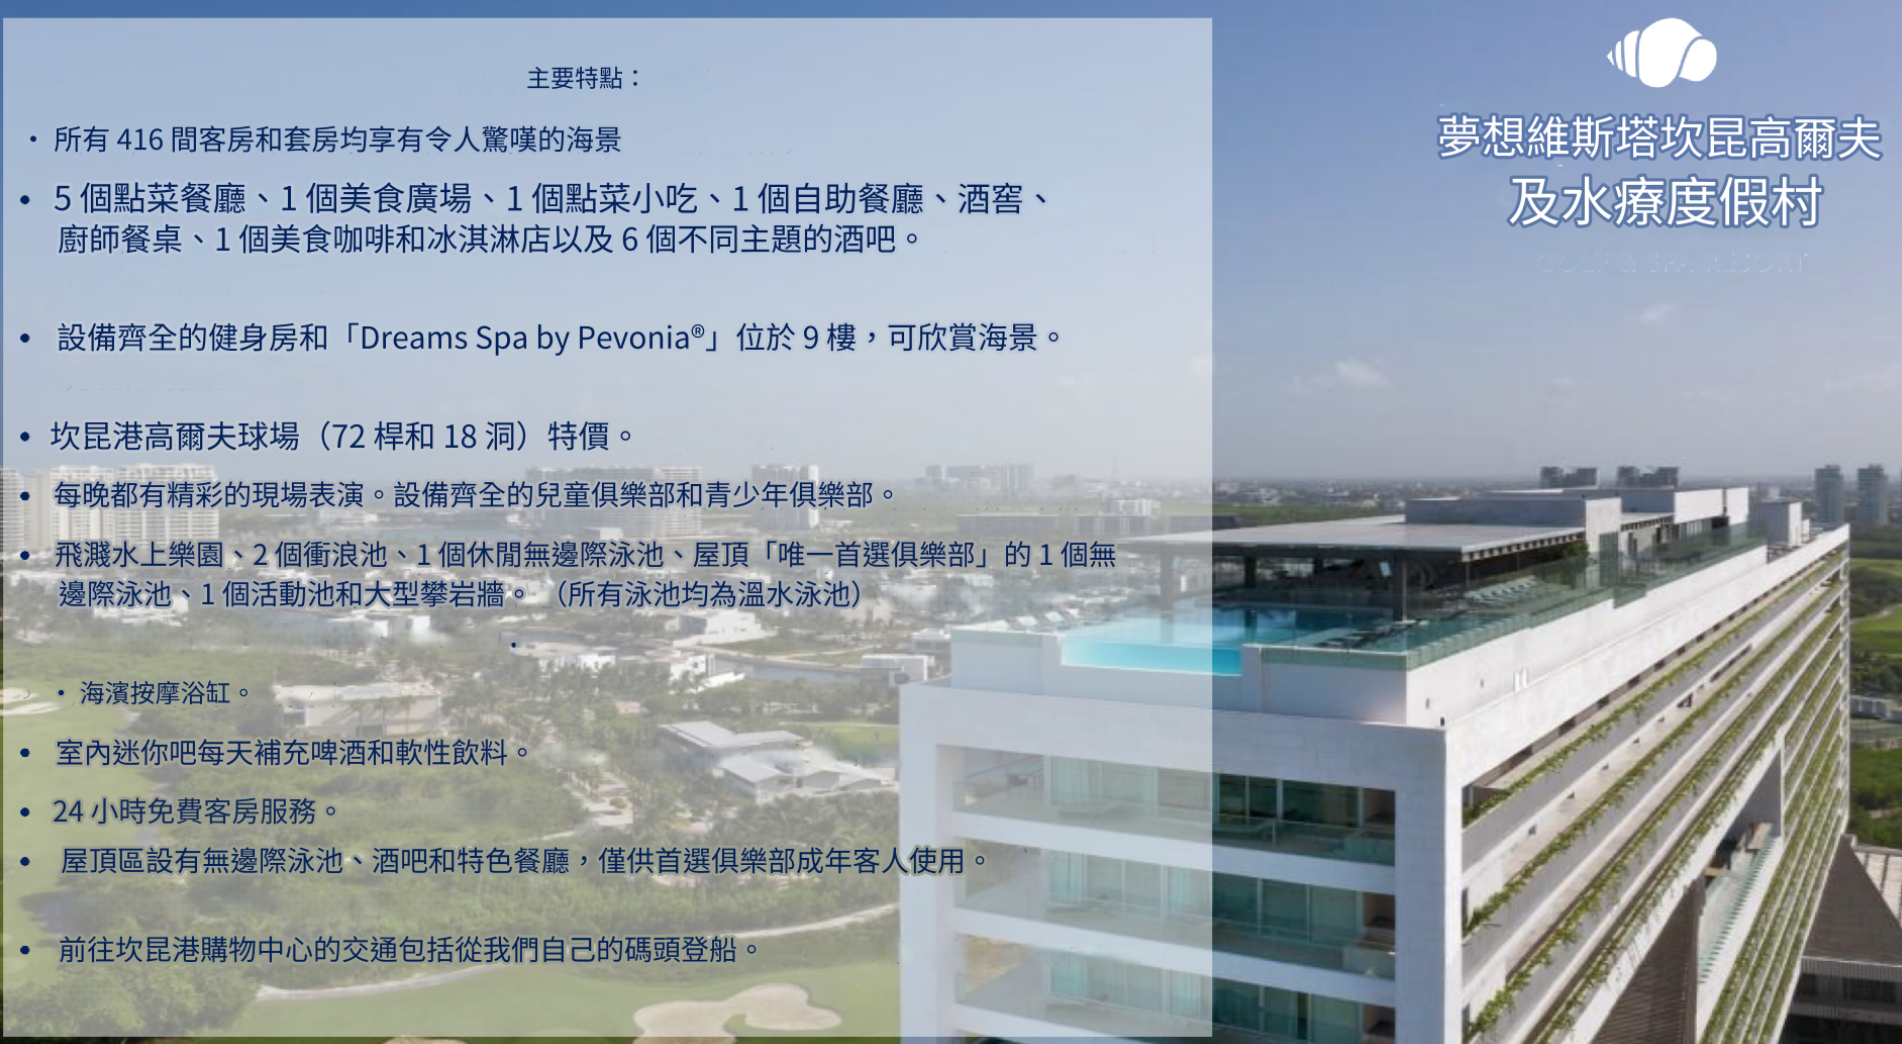 主要特點：
• 所有 416 間客房和套房均享有令人驚嘆的海景
• 5 個點菜餐廳、1 個美食廣場、1 個點菜小吃、1 個自助餐廳、酒窖、
廚師餐桌、1 個美食咖啡和冰淇淋店以及 6 個不同主題的酒吧。
• 設備齊全的健身房和「Dreams Spa by Pevonia®」位於 9 樓，可欣賞海景。
• 坎昆港高爾夫球場（72 桿和 18 洞）特價。
• 每晚都有精彩的現場表演。設備齊全的兒童俱樂部和青少年俱樂部。
• 飛濺水上樂園、2 個衝浪池、1 個休閒無邊際泳池、屋頂「唯一首選俱樂部」的 1 個無
邊際泳池、1 個活動池和大型攀岩牆。（所有泳池均為溫水泳池）
• 海濱按摩浴缸。
• 室內迷你吧每天補充啤酒和軟性飲料。
• 24 小時免費客房服務。
• 屋頂區設有無邊際泳池、酒吧和特色餐廳，僅供首選俱樂部成年客人使用。
• 前往坎昆港購物中心的交通包括從我們自己的碼頭登船。
夢想維斯塔坎昆高爾夫
及水療度假村
GOLF & SPA RESORT